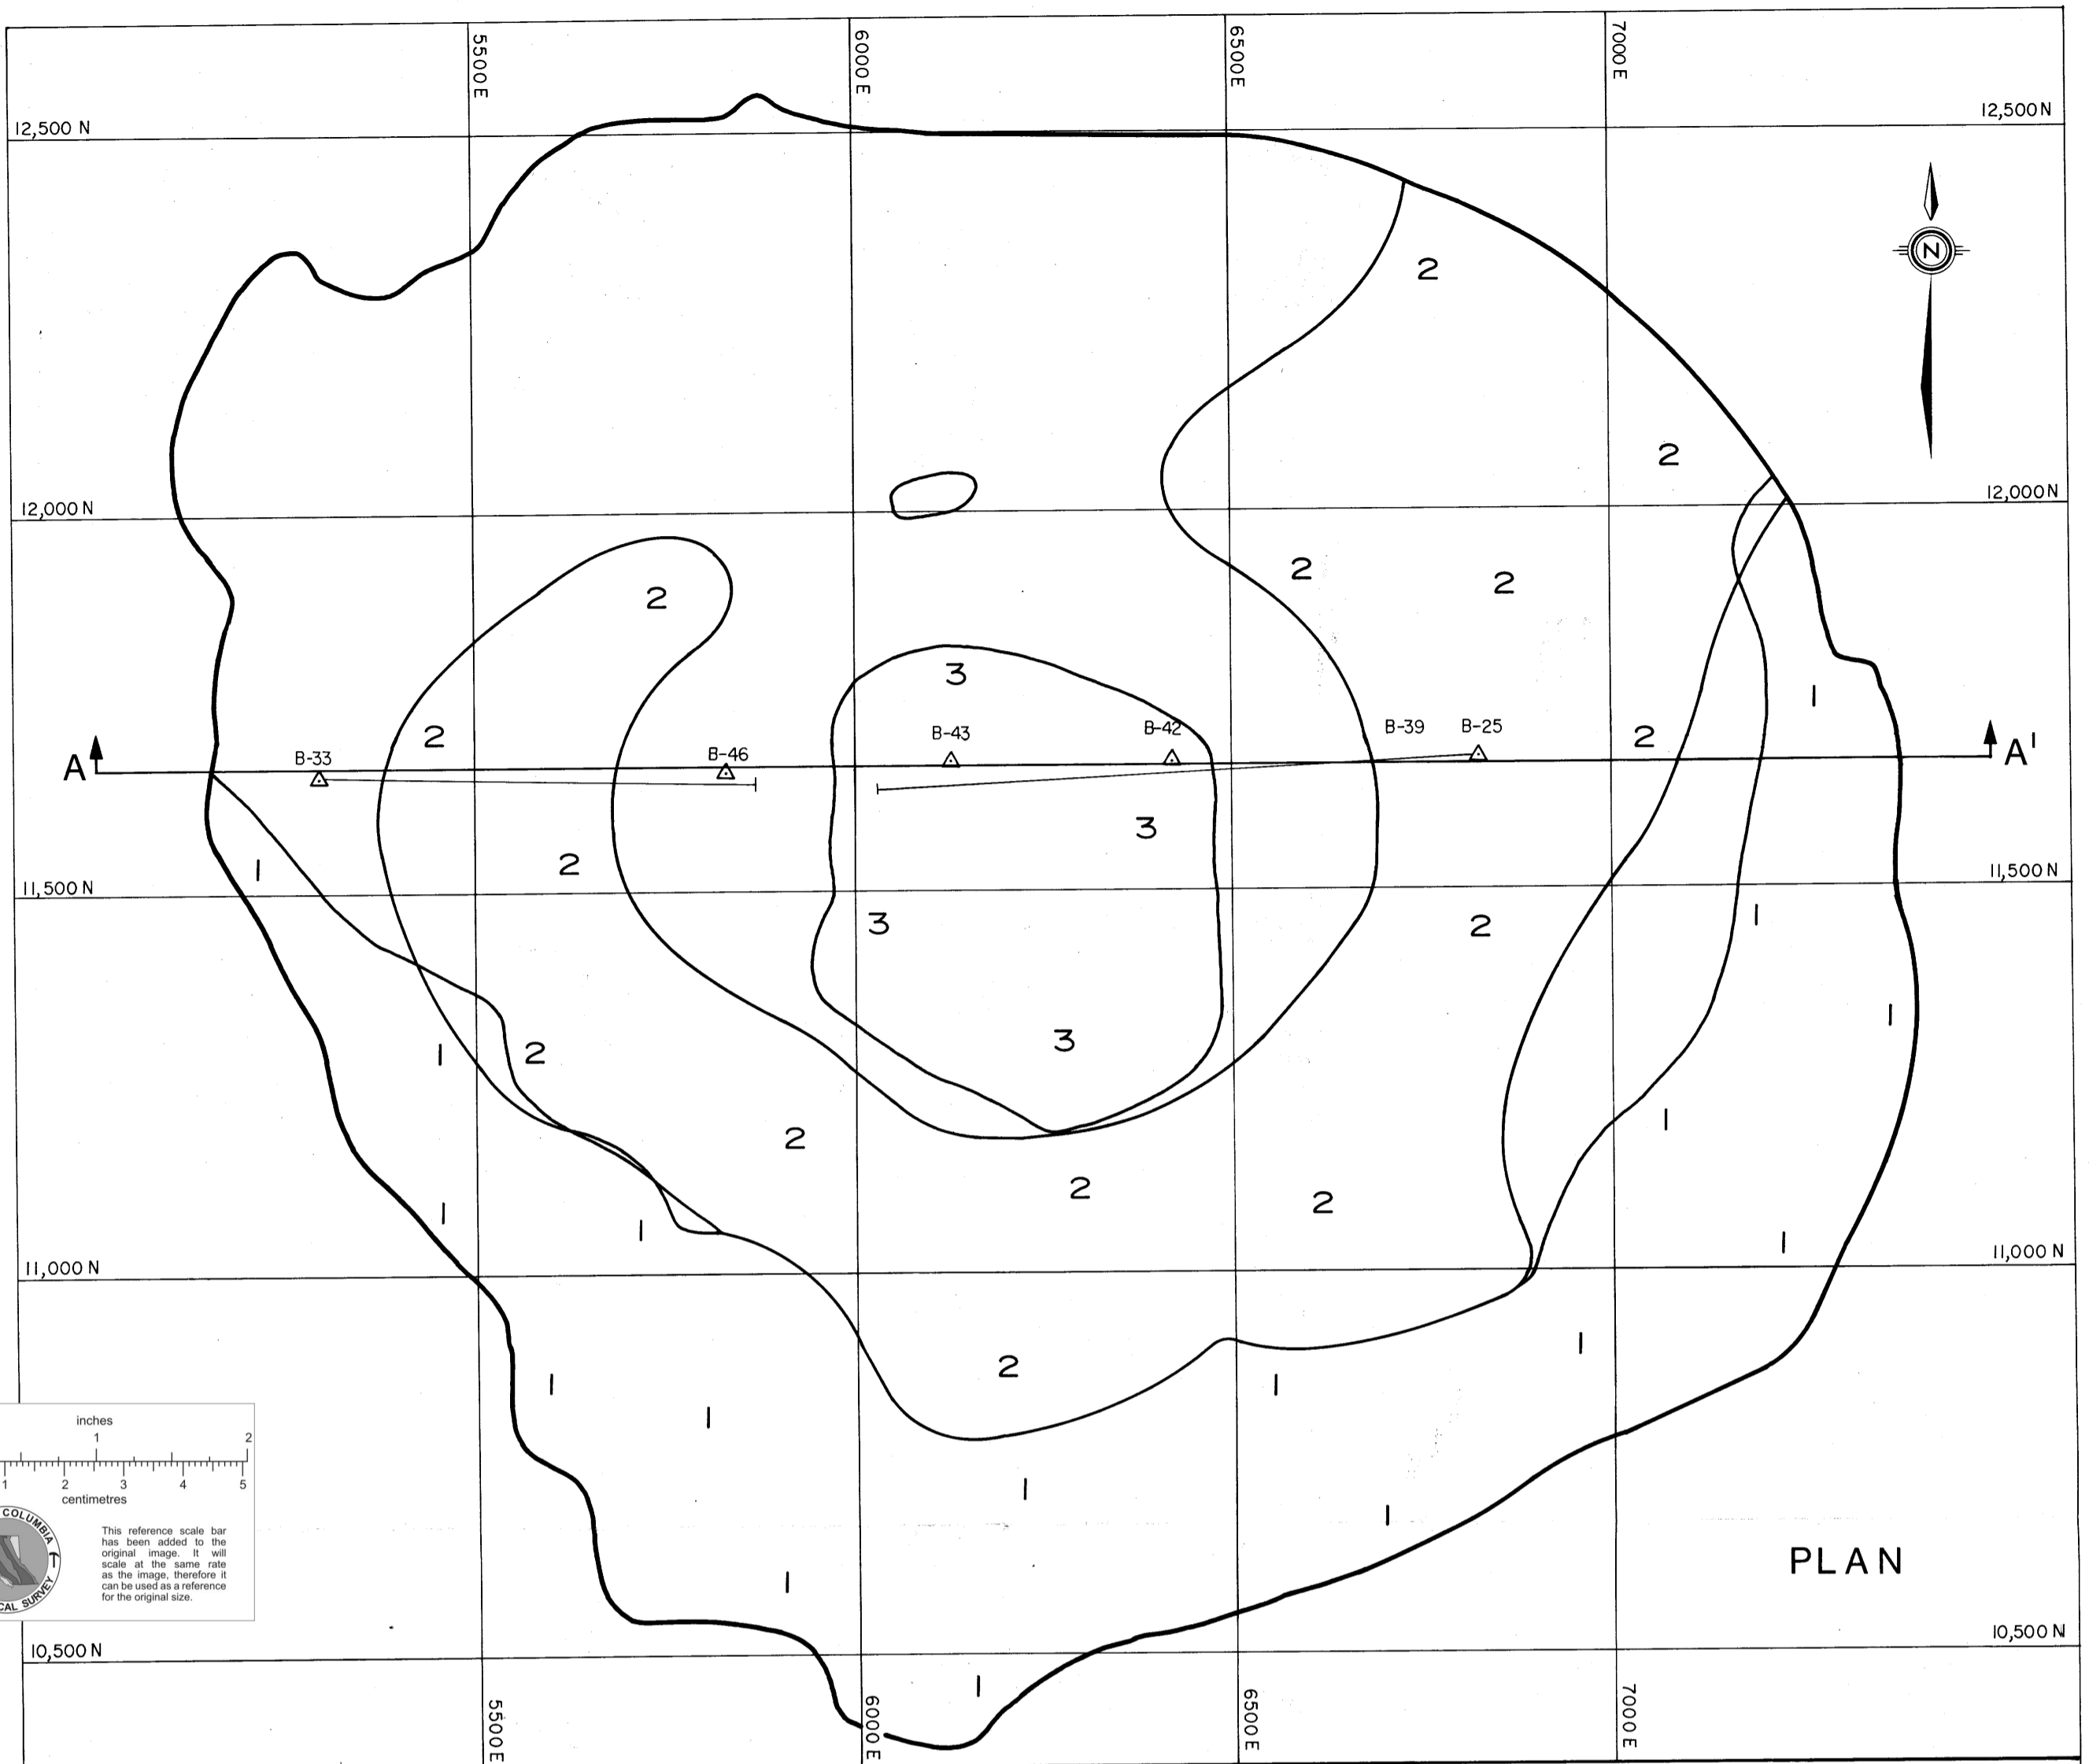 5500 E
6000 E
6500 E
7000 E
12,500 N
12,500 N
N
2
2
12,000 N
12,000 N
2
2
2
3
1
2
2
B-33
B-46
B-43
B-42
B-39
B-25
A
A'
3
2
1
11,500 N
11,500 N
3
2
1
1
3
1
2
1
2
2
2
1
1
1
11,000 N
11,000 N
2
1
1
1
1
inches
1
2
1
2
3
4
5
centimetres
1
1
COLUMBIA
SURVEY
This reference scale bar
has been added to the
original image. It will
scale at the same rate
as the image, therefore it
can be used as a reference
for the original size.
PLAN
1
10,500 N
10,500 N
1
5500 E
6000 E
6500 E
7000 E